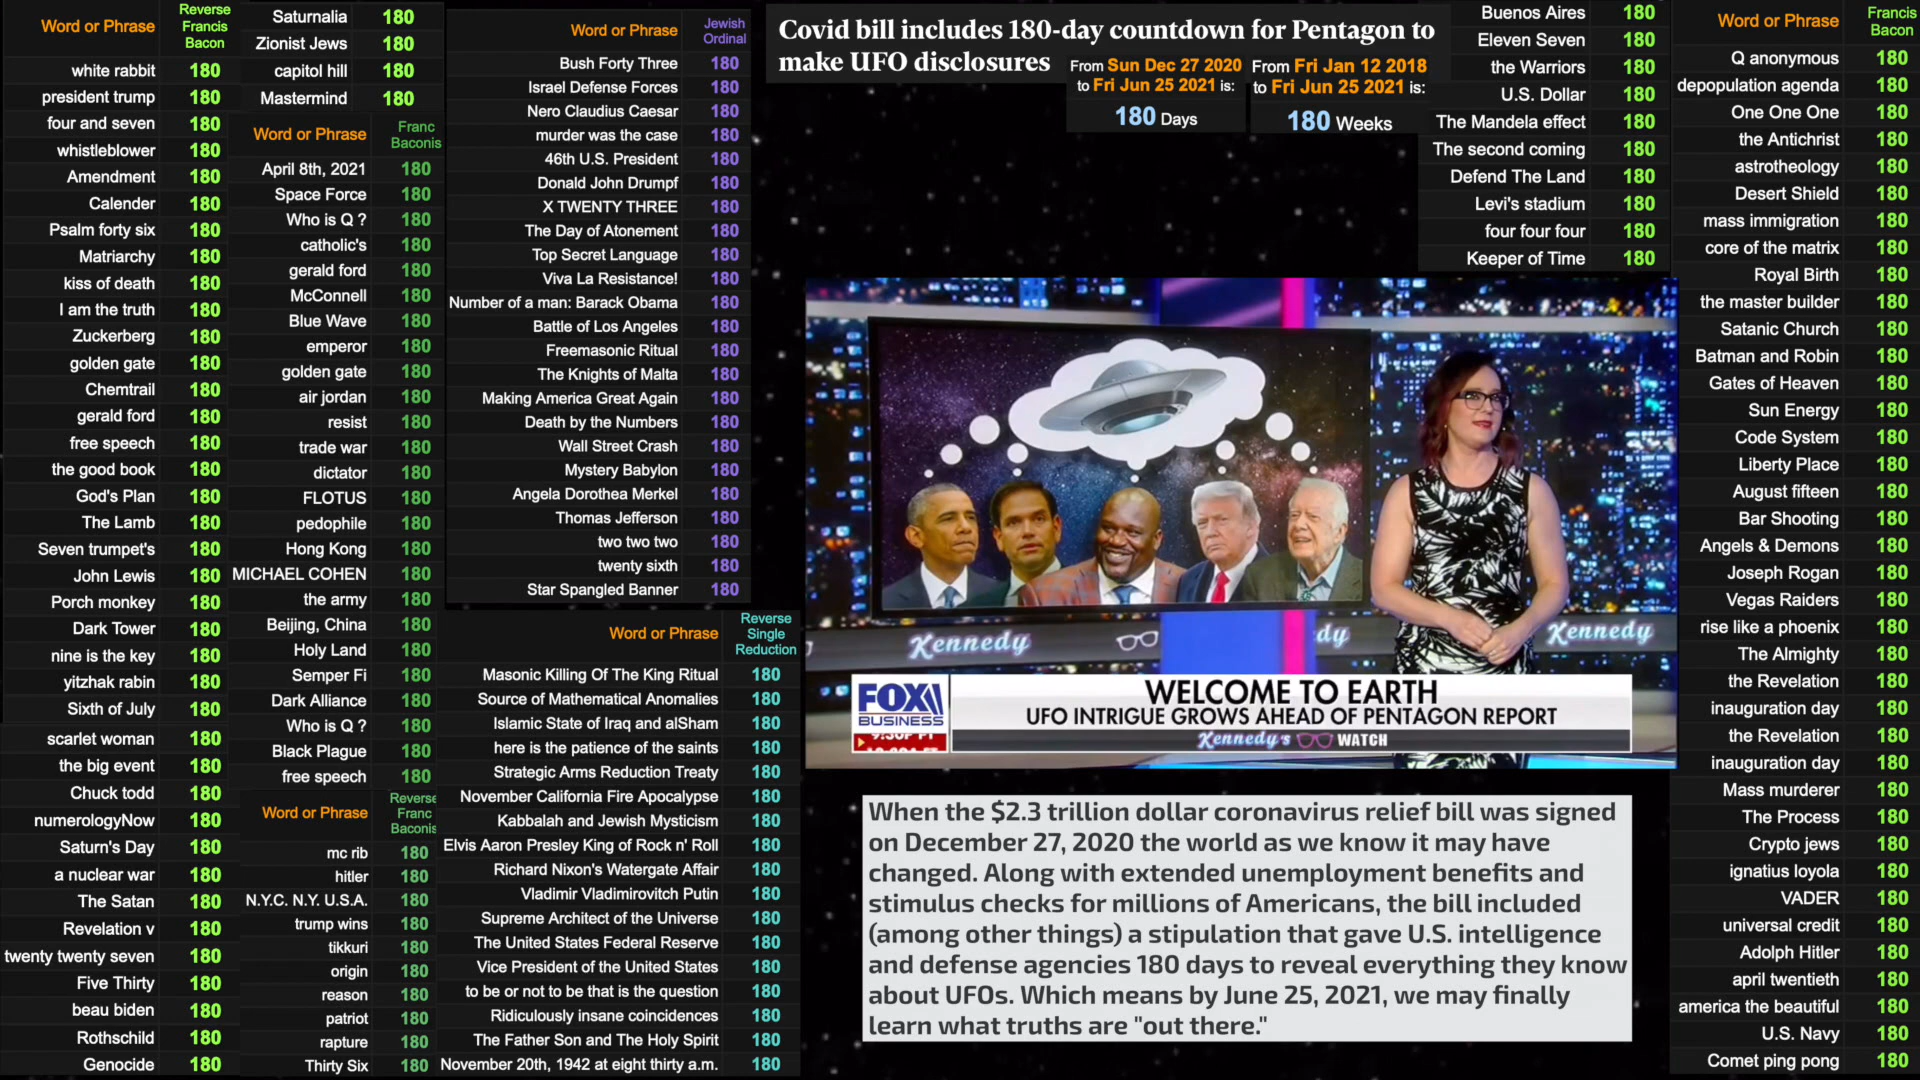 Word or Phrase
Reverse
Francis
Bacon
white rabbit 180
president trump 180
four and seven 180
whistleblower 180
Amendment 180
Calender 180
Psalm forty six 180
Matriarchy 180
kiss of death 180
I am the truth 180
Zuckerberg 180
golden gate 180
Chemtrail 180
gerald ford 180
free speech 180
the good book 180
God's Plan 180
The Lamb 180
Seven trumpet's 180
John Lewis 180
Porch monkey 180
Dark Tower 180
nine is the key 180
yitzhak rabin 180
Sixth of July 180
scarlet woman 180
the big event 180
Chuck todd 180
numerologyNow 180
Saturn's Day 180
a nuclear war 180
The Satan 180
Revelation v 180
twenty twenty seven 180
Five Thirty 180
beau biden 180
Rothschild 180
Genocide 180
Saturnalia 180
Zionist Jews 180
capitol hill 180
Mastermind 180
Word or Phrase
Franc
Baconis
April 8th, 2021 180
Space Force 180
Who is Q ? 180
catholic's 180
gerald ford 180
McConnell 180
Blue Wave 180
emperor 180
golden gate 180
air jordan 180
resist 180
trade war 180
dictator 180
FLOTUS 180
pedophile 180
Hong Kong 180
MICHAEL COHEN 180
the army 180
Beijing, China 180
Holy Land 180
Semper Fi 180
Dark Alliance 180
Who is Q ? 180
Black Plague 180
free speech 180
Word or Phrase
Reverse
Franc
Baconis
mc rib 180
hitler 180
N.Y.C. N.Y. U.S.A. 180
trump wins 180
tikkuri 180
origin 180
reason 180
patriot 180
rapture 180
Thirty Six 180
Word or Phrase
Jewish
Ordinal
Bush Forty Three 180
Israel Defense Forces 180
Nero Claudius Caesar 180
murder was the case 180
46th U.S. President 180
Donald John Drumpf 180
X TWENTY THREE 180
The Day of Atonement 180
Top Secret Language 180
Viva La Resistance! 180
Number of a man: Barack Obama 180
Battle of Los Angeles 180
Freemasonic Ritual 180
The Knights of Malta 180
Making America Great Again 180
Death by the Numbers 180
Wall Street Crash 180
Mystery Babylon 180
Angela Dorothea Merkel 180
Thomas Jefferson 180
two two two 180
twenty sixth 180
Star Spangled Banner 180
Word or Phrase
Reverse
Single
Reduction
Masonic Killing Of The King Ritual 180
Source of Mathematical Anomalies 180
Islamic State of Iraq and alSham 180
here is the patience of the saints 180
Strategic Arms Reduction Treaty 180
November California Fire Apocalypse 180
Kabbalah and Jewish Mysticism 180
Elvis Aaron Presley King of Rock n' Roll 180
Richard Nixon's Watergate Affair 180
Vladimir Vladimirovitch Putin 180
Supreme Architect of the Universe 180
The United States Federal Reserve 180
Vice President of the United States 180
to be or not to be that is the question 180
Ridiculously insane coincidences 180
The Father Son and The Holy Spirit 180
November 20th, 1942 at eight thirty a.m. 180
Covid bill includes 180-day countdown for Pentagon to
make UFO disclosures
From Sun Dec 27 2020
to Fri Jun 25 2021 is:
180 Days
From Fri Jan 12 2018
to Fri Jun 25 2021 is:
180 Weeks
Buenos Aires 180
Eleven Seven 180
the Warriors 180
U.S. Dollar 180
The Mandela effect 180
The second coming 180
Defend The Land 180
Levi's stadium 180
four four four 180
Keeper of Time 180
Kennedy
dy
Kennedy
FOX
BUSINESS
WELCOME TO EARTH
UFO INTRIGUE GROWS AHEAD OF PENTAGON REPORT
Kennedy's WATCH
When the $2.3 trillion dollar coronavirus relief bill was signed
on December 27, 2020 the world as we know it may have
changed. Along with extended unemployment benefits and
stimulus checks for millions of Americans, the bill included
(among other things) a stipulation that gave U.S. intelligence
and defense agencies 180 days to reveal everything they know
about UFOs. Which means by June 25, 2021, we may finally
learn what truths are "out there."
Word or Phrase
Francis
Bacon
Q anonymous 180
depopulation agenda 180
One One One 180
the Antichrist 180
astrotheology 180
Desert Shield 180
mass immigration 180
core of the matrix 180
Royal Birth 180
the master builder 180
Satanic Church 180
Batman and Robin 180
Gates of Heaven 180
Sun Energy 180
Code System 180
Liberty Place 180
August fifteen 180
Bar Shooting 180
Angels & Demons 180
Joseph Rogan 180
Vegas Raiders 180
rise like a phoenix 180
The Almighty 180
the Revelation 180
inauguration day 180
the Revelation 180
inauguration day 180
Mass murderer 180
The Process 180
Crypto jews 180
ignatius loyola 180
VADER 180
universal credit 180
Adolph Hitler 180
april twentieth 180
america the beautiful 180
U.S. Navy 180
Comet ping pong 180